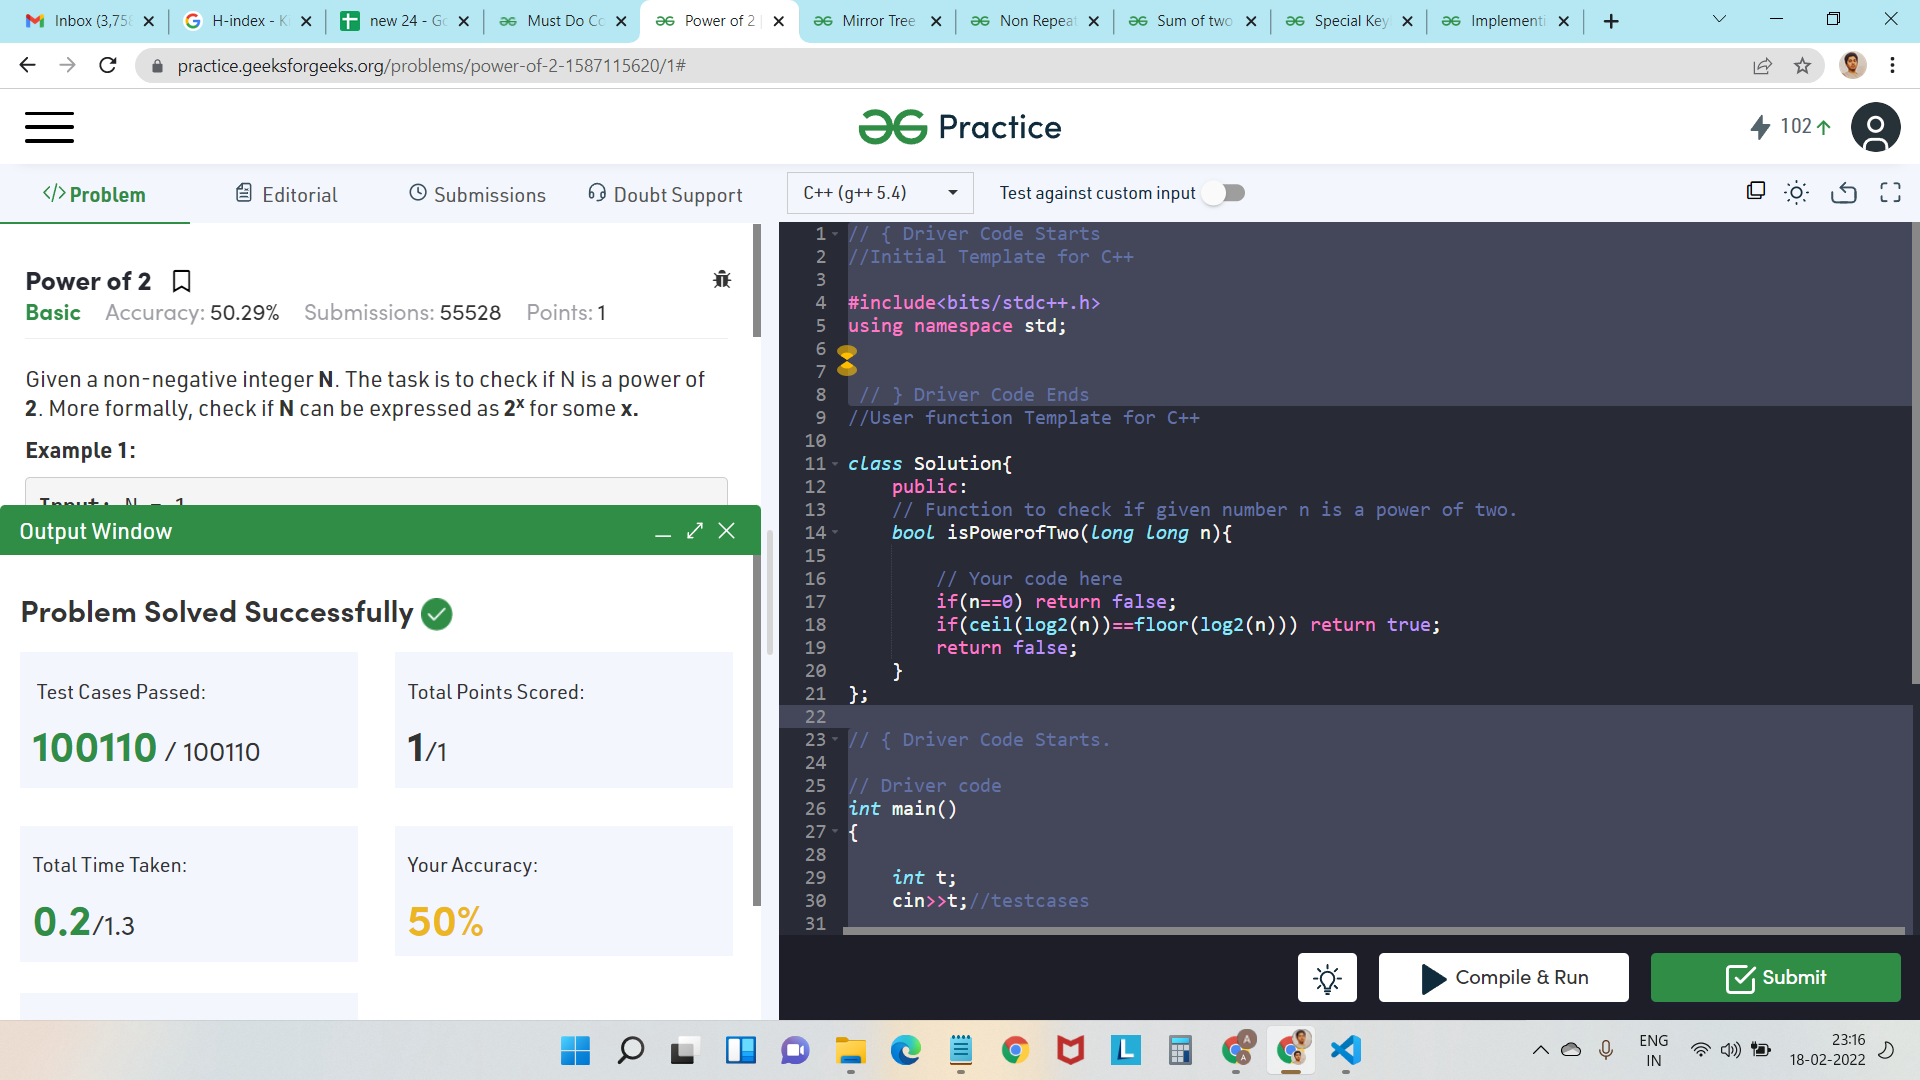 Inbox (3,758
H-index - Ki
new 24 - Go
Must Do Co
Power of 2 |
Mirror Tree
Non Repeat
Sum of two
Special Key
Implementi
practice.geeksforgeeks.org/problems/power-of-2-1587115620/1#
Practice
102
</>Problem
Editorial
Submissions
Doubt Support
C++ (g++ 5.4)
Test against custom input
Power of 2
Basic Accuracy: 50.29% Submissions: 55528 Points: 1
Given a non-negative integer N. The task is to check if N is a power of
2. More formally, check if N can be expressed as 2^x for some x.
Example 1:
Input: N = 1
Output Window
Problem Solved Successfully
Test Cases Passed:
100110 / 100110
Total Points Scored:
1/1
Total Time Taken:
0.2/1.3
Your Accuracy:
50%
1 // { Driver Code Starts
2 //Initial Template for C++
3
4 #include<bits/stdc++.h>
5 using namespace std;
6
7
8 // } Driver Code Ends
9 //User function Template for C++
10
11 class Solution{
12 public:
13 // Function to check if given number n is a power of two.
14 bool isPowerofTwo(long long n){
15
16 // Your code here
17 if(n==0) return false;
18 if(ceil(log2(n))==floor(log2(n))) return true;
19 return false;
20 }
21 };
22
23 // { Driver Code Starts.
24
25 // Driver code
26 int main()
27 {
28
29 int t;
30 cin>>t;//testcases
31
Compile & Run
Submit
ENG
IN
23:16
18-02-2022